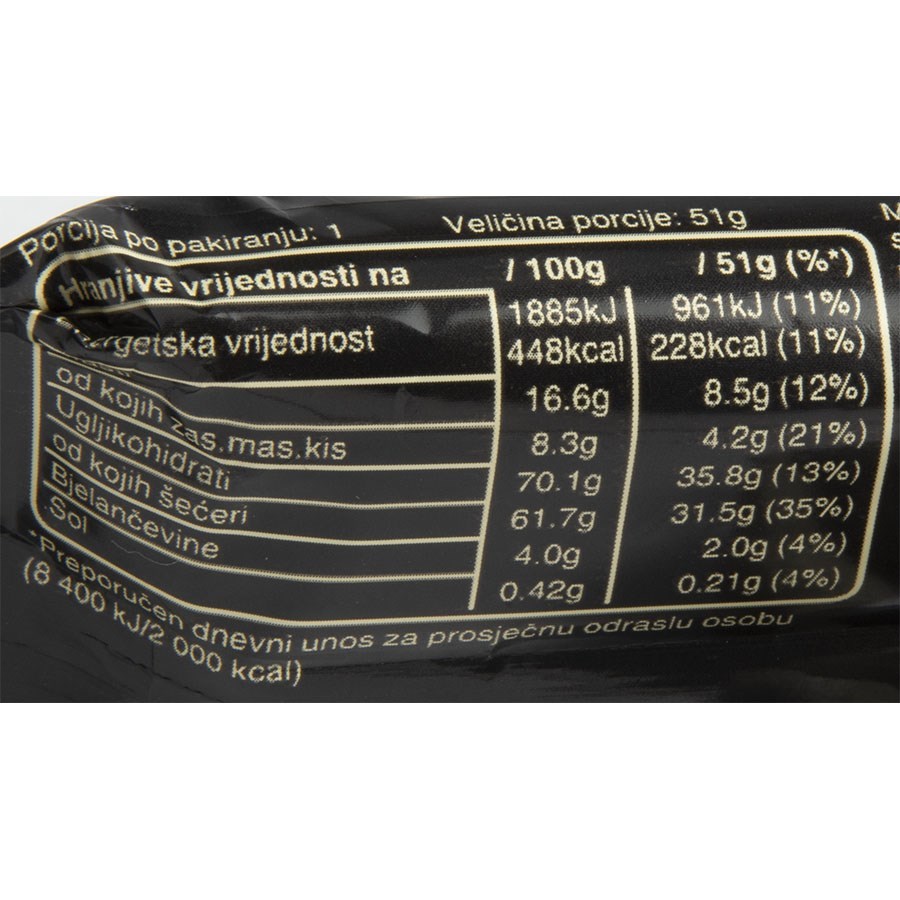 Porcija po pakiranju: 1 Veličina porcije: 51g
Hranjive vrijednosti na / 100g / 51g (%*)
Energetska vrijednost 1885kJ 961kJ (11%)
448kcal 228kcal (11%)
16.6g 8.5g (12%)
od kojih zas.mas.kis 8.3g 4.2g (21%)
Ugljikohidrati 70.1g 35.8g (13%)
od kojih šećeri 61.7g 31.5g (35%)
Bjelančevine 4.0g 2.0g (4%)
Sol 0.42g 0.21g (4%)
*Preporučen dnevni unos za prosječnu odraslu osobu
(8 400 kJ/2 000 kcal)